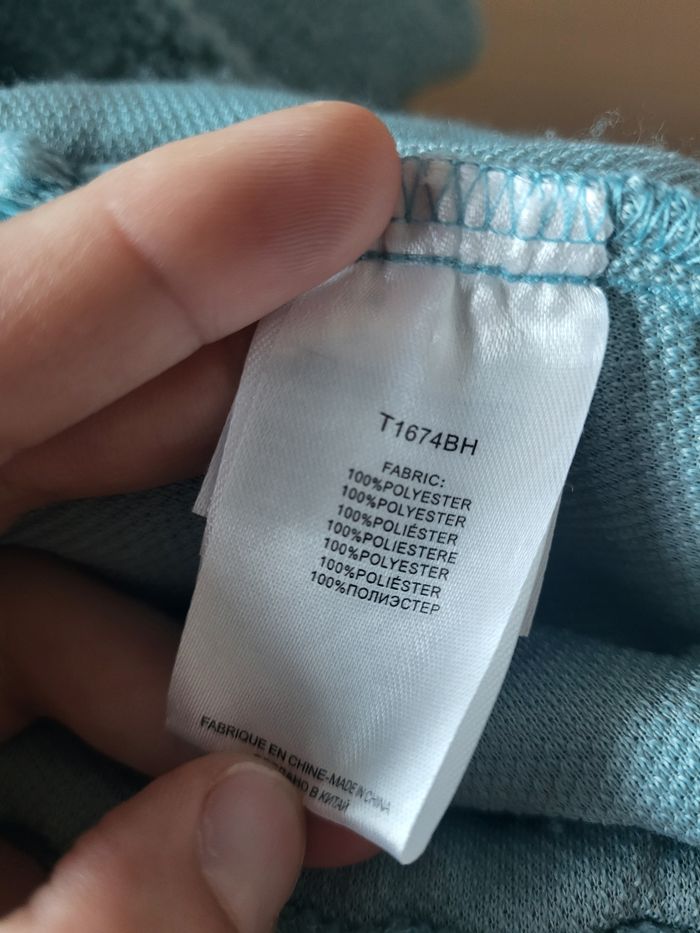 T1674BH
FABRIC:
100%POLYESTER
100%POLYESTER
100%POLIÉSTER
100%POLIESTERE
100%POLYESTER
100%POLIÉSTER
100%ПОЛИЭСТЕР
FABRIQUE EN CHINE-MADE IN CHINA
В КИТАЙ